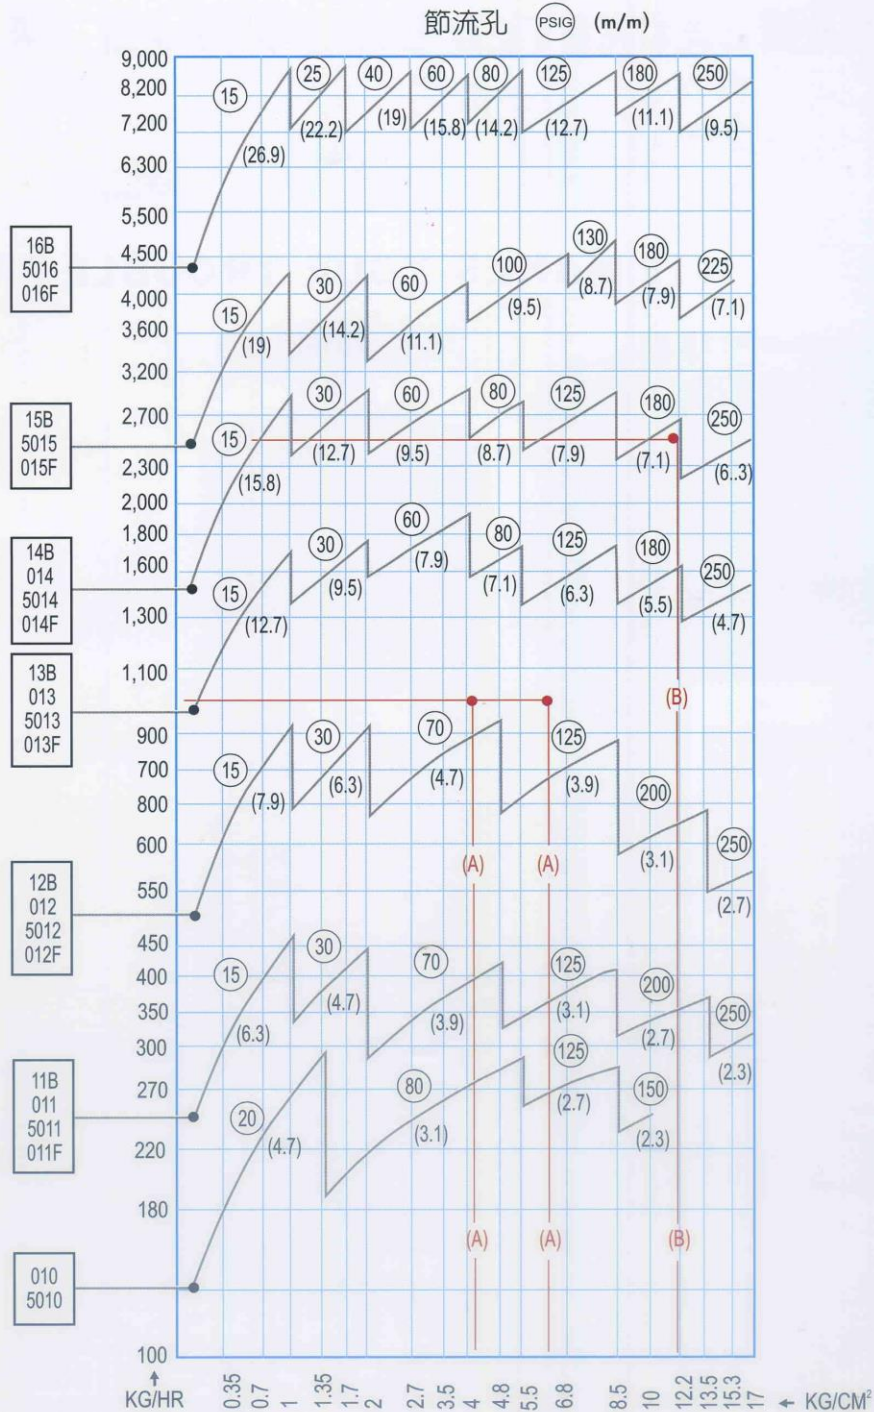 節流孔 PSIG (m/m)
9,000
8,200
7,200
6,300
5,500
4,500
4,000
3,600
3,200
2,700
2,300
2,000
1,800
1,600
1,300
1,100
900
700
800
600
550
450
400
350
300
270
220
180
100
KG/HR
16B
5016
016F
15B
5015
015F
14B
014
5014
014F
13B
013
5013
013F
12B
012
5012
012F
11B
011
5011
011F
010
5010
15 25 40 60 80 125 180 250
(26.9) (22.2) (19) (15.8) (14.2) (12.7) (11.1) (9.5)
15 30 60 100 130 180 225
(19) (14.2) (11.1) (9.5) (8.7) (7.9) (7.1)
15 30 60 80 125 180 250
(15.8) (12.7) (9.5) (8.7) (7.9) (7.1) (6..3)
15 30 60 80 125 180 250
(12.7) (9.5) (7.9) (7.1) (6.3) (5.5) (4.7)
(B)
15 30 70 125 200 250
(7.9) (6.3) (4.7) (3.9) (3.1) (2.7)
(A) (A)
15 30 70 125 200 250
(6.3) (4.7) (3.9) (3.1) (2.7) (2.3)
20 80 125 150
(4.7) (3.1) (2.7) (2.3)
(A) (A) (B)
0.35 0.7 1 1.35 1.7 2 2.7 3.5 4 4.8 5.5 6.8 8.5 10 12.2 13.5 15.3 17
KG/CM²